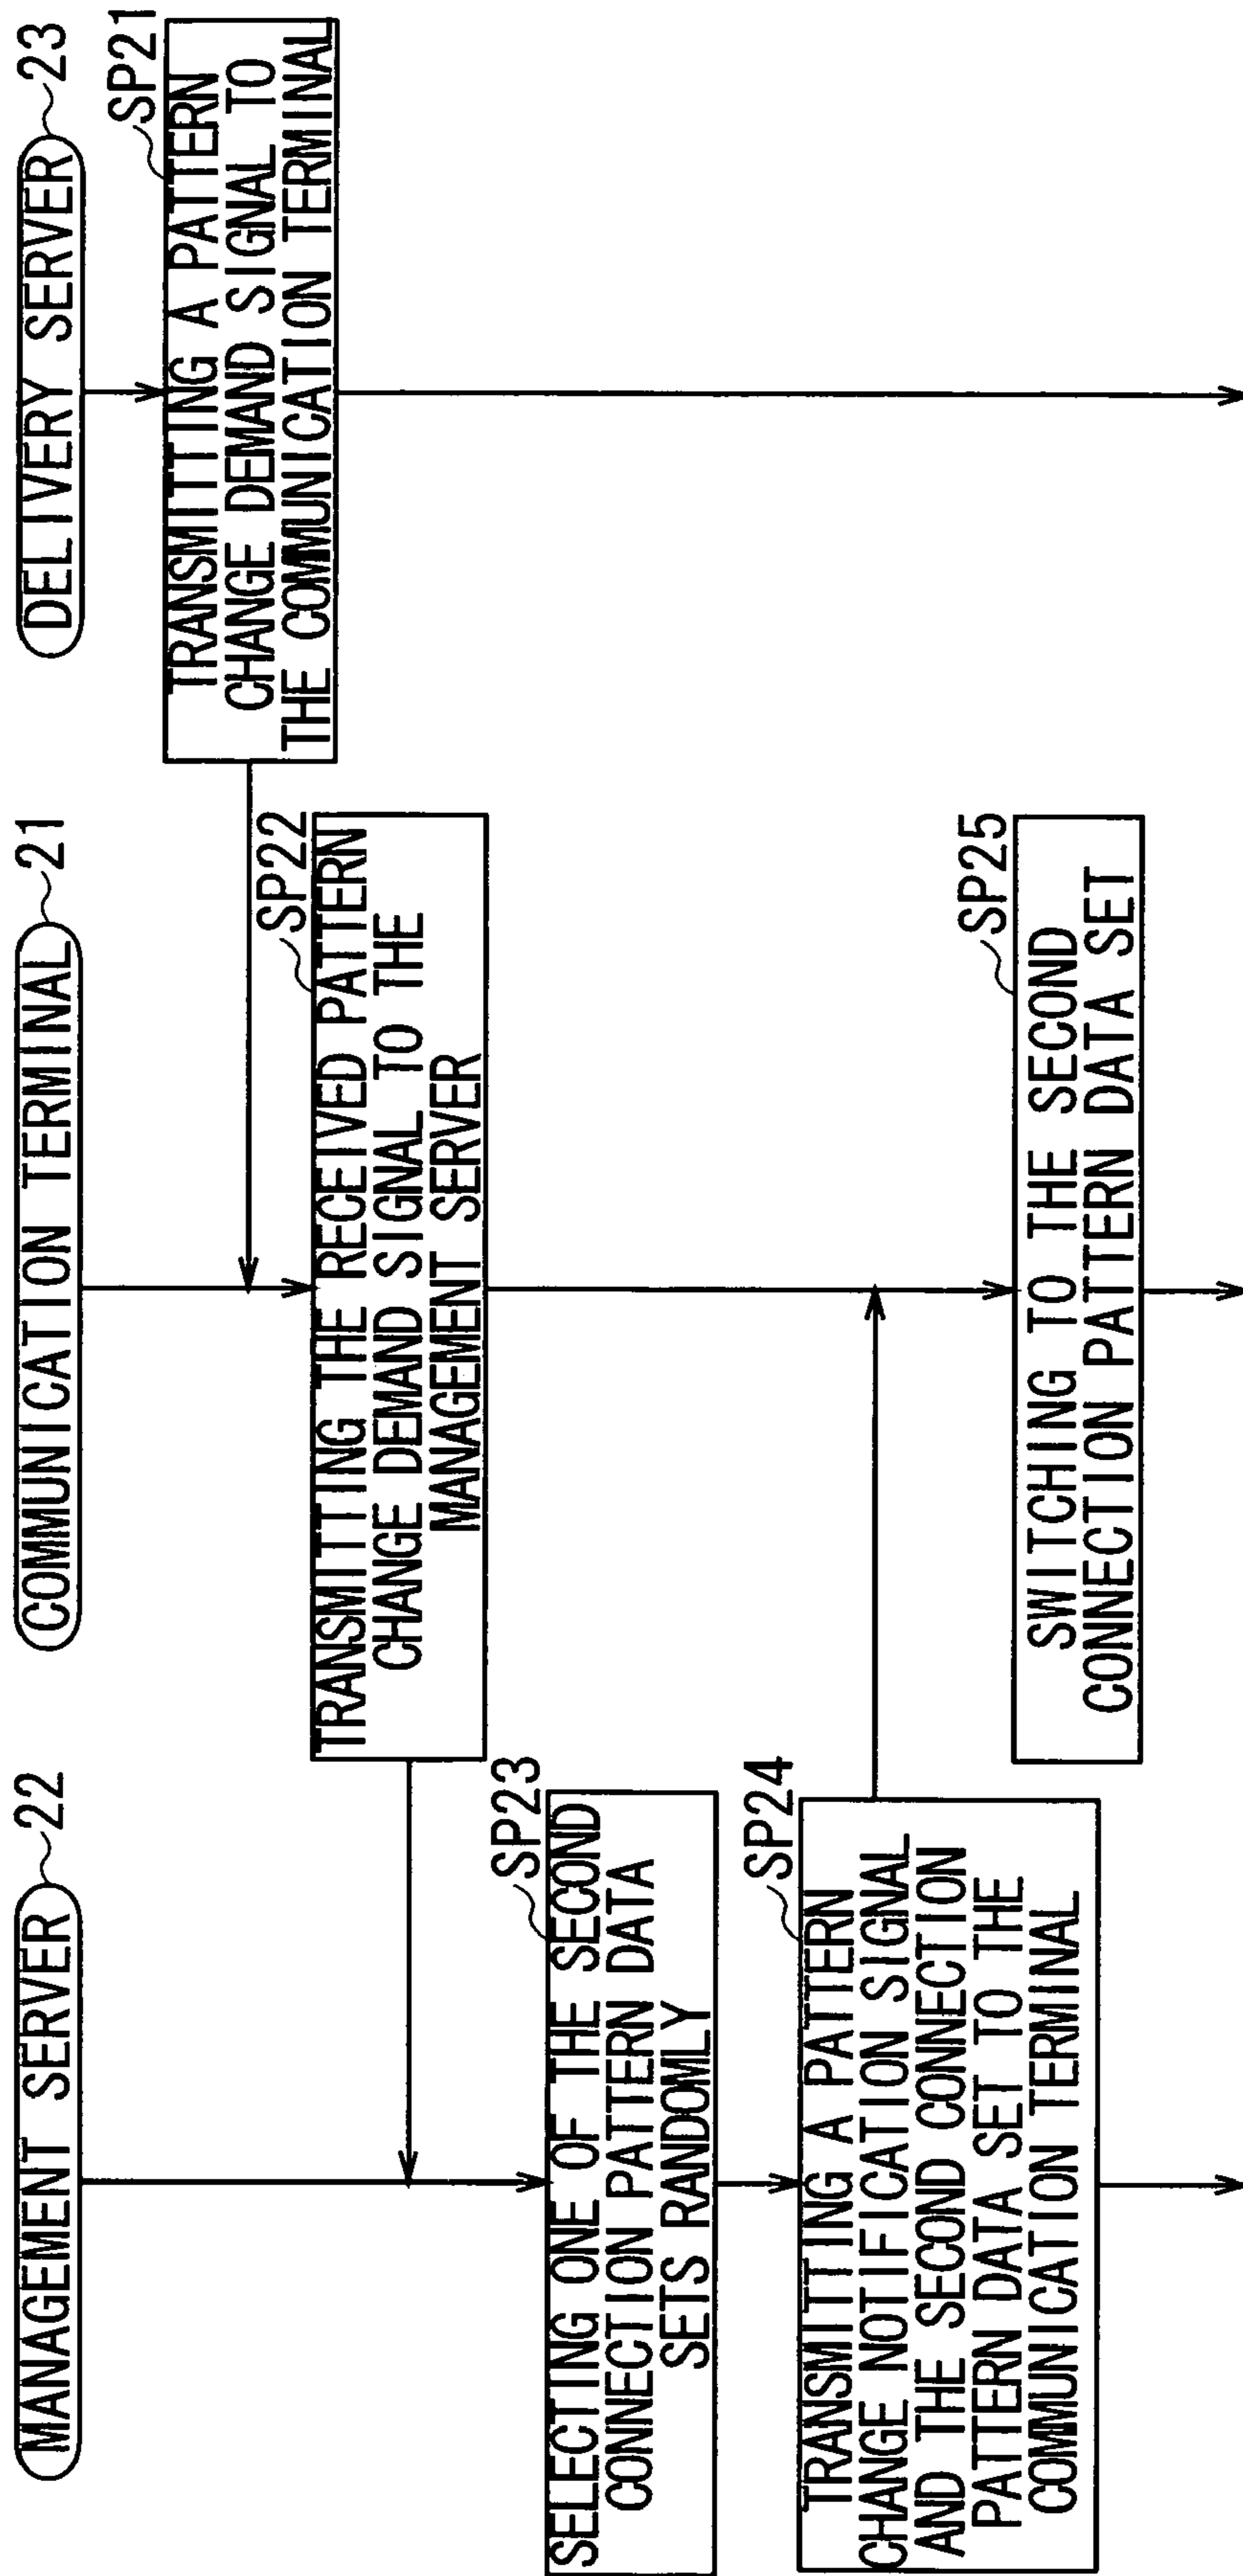 MANAGEMENT SERVER
22
COMMUNICATION TERMINAL
21
DELIVERY SERVER
23
SP21
TRANSMITTING A PATTERN
CHANGE DEMAND SIGNAL TO
THE COMMUNICATION TERMINAL
SP22
TRANSMITTING THE RECEIVED PATTERN
CHANGE DEMAND SIGNAL TO THE
MANAGEMENT SERVER
SP23
SELECTING ONE OF THE SECOND
CONNECTION PATTERN DATA
SETS RANDOMLY
SP24
TRANSMITTING A PATTERN
CHANGE NOTIFICATION SIGNAL
AND THE SECOND CONNECTION
PATTERN DATA SET TO THE
COMMUNICATION TERMINAL
SP25
SWITCHING TO THE SECOND
CONNECTION PATTERN DATA SET